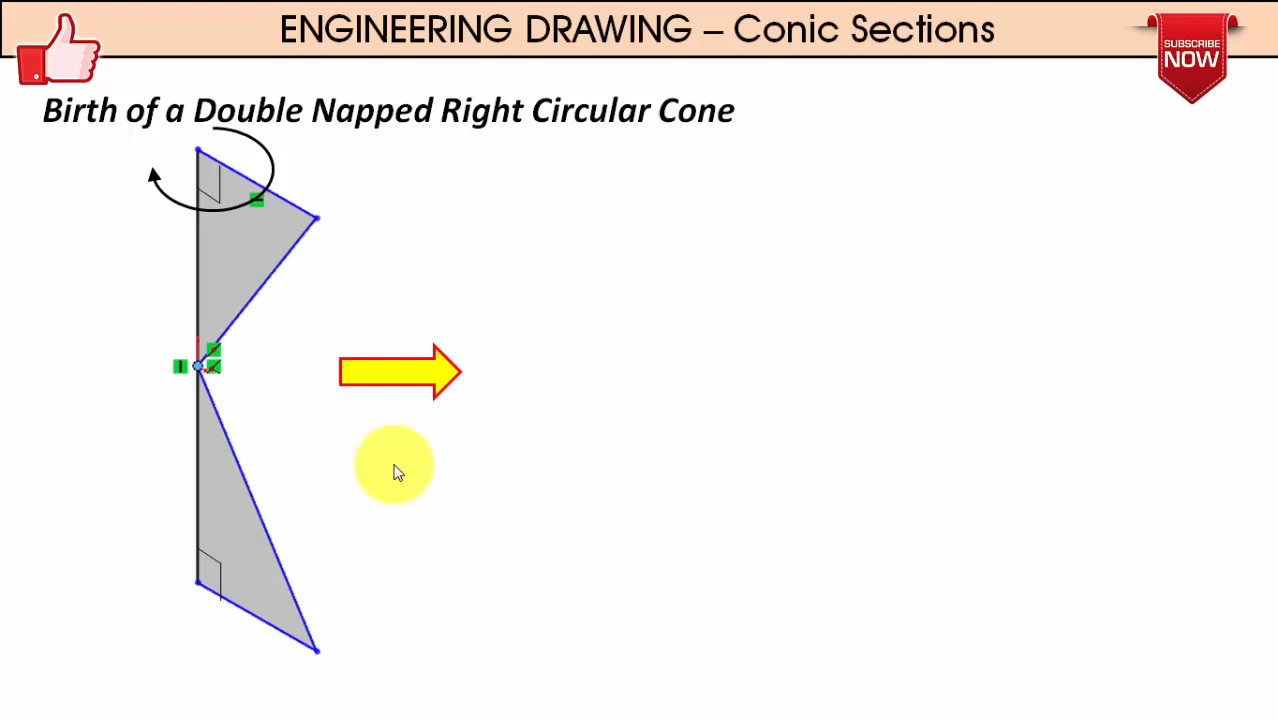 ENGINEERING DRAWING – Conic Sections
SUBSCRIBE
NOW
Birth of a Double Napped Right Circular Cone